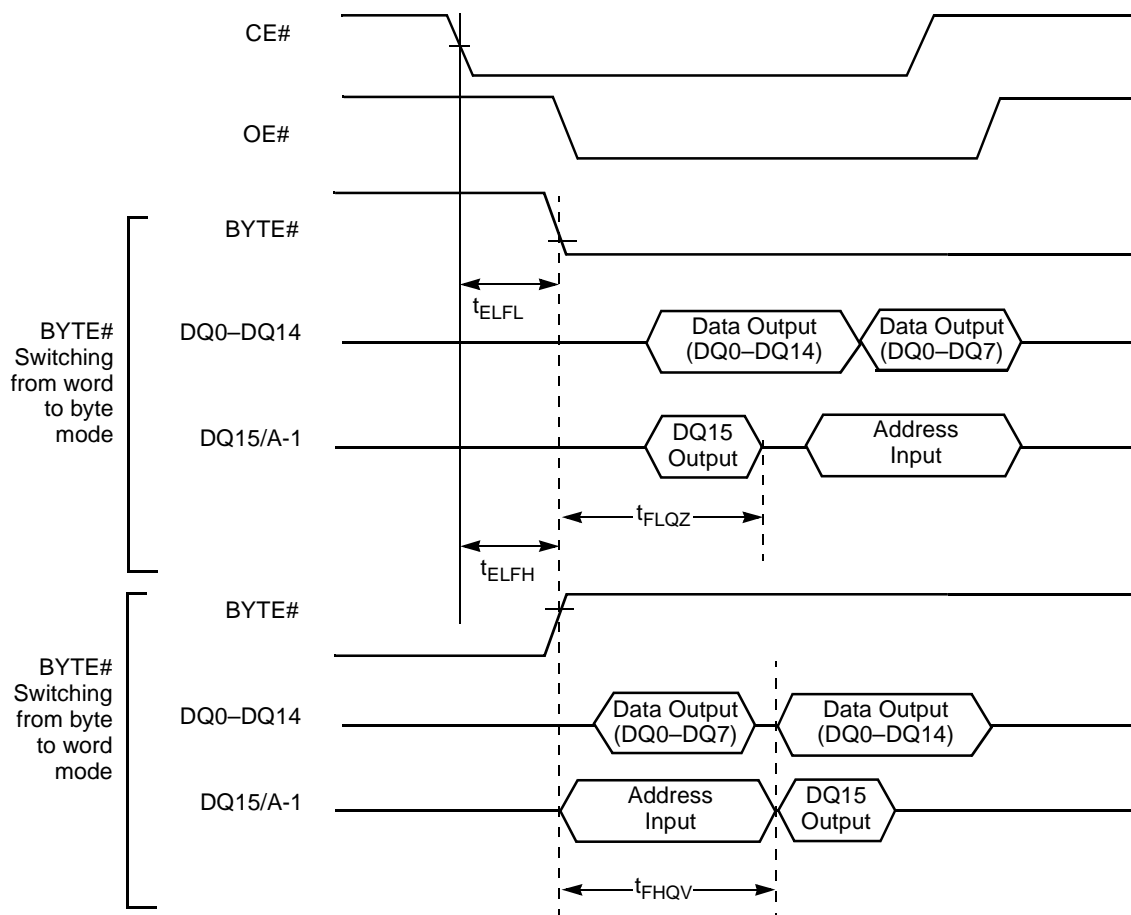 CE#
OE#
BYTE#
tELFL
BYTE#
Switching
from word
to byte
mode
DQ0–DQ14
Data Output
(DQ0–DQ14)
Data Output
(DQ0–DQ7)
DQ15/A-1
DQ15
Output
Address
Input
tFLQZ
tELFH
BYTE#
BYTE#
Switching
from byte
to word
mode
DQ0–DQ14
Data Output
(DQ0–DQ7)
Data Output
(DQ0–DQ14)
DQ15/A-1
Address
Input
DQ15
Output
tFHQV